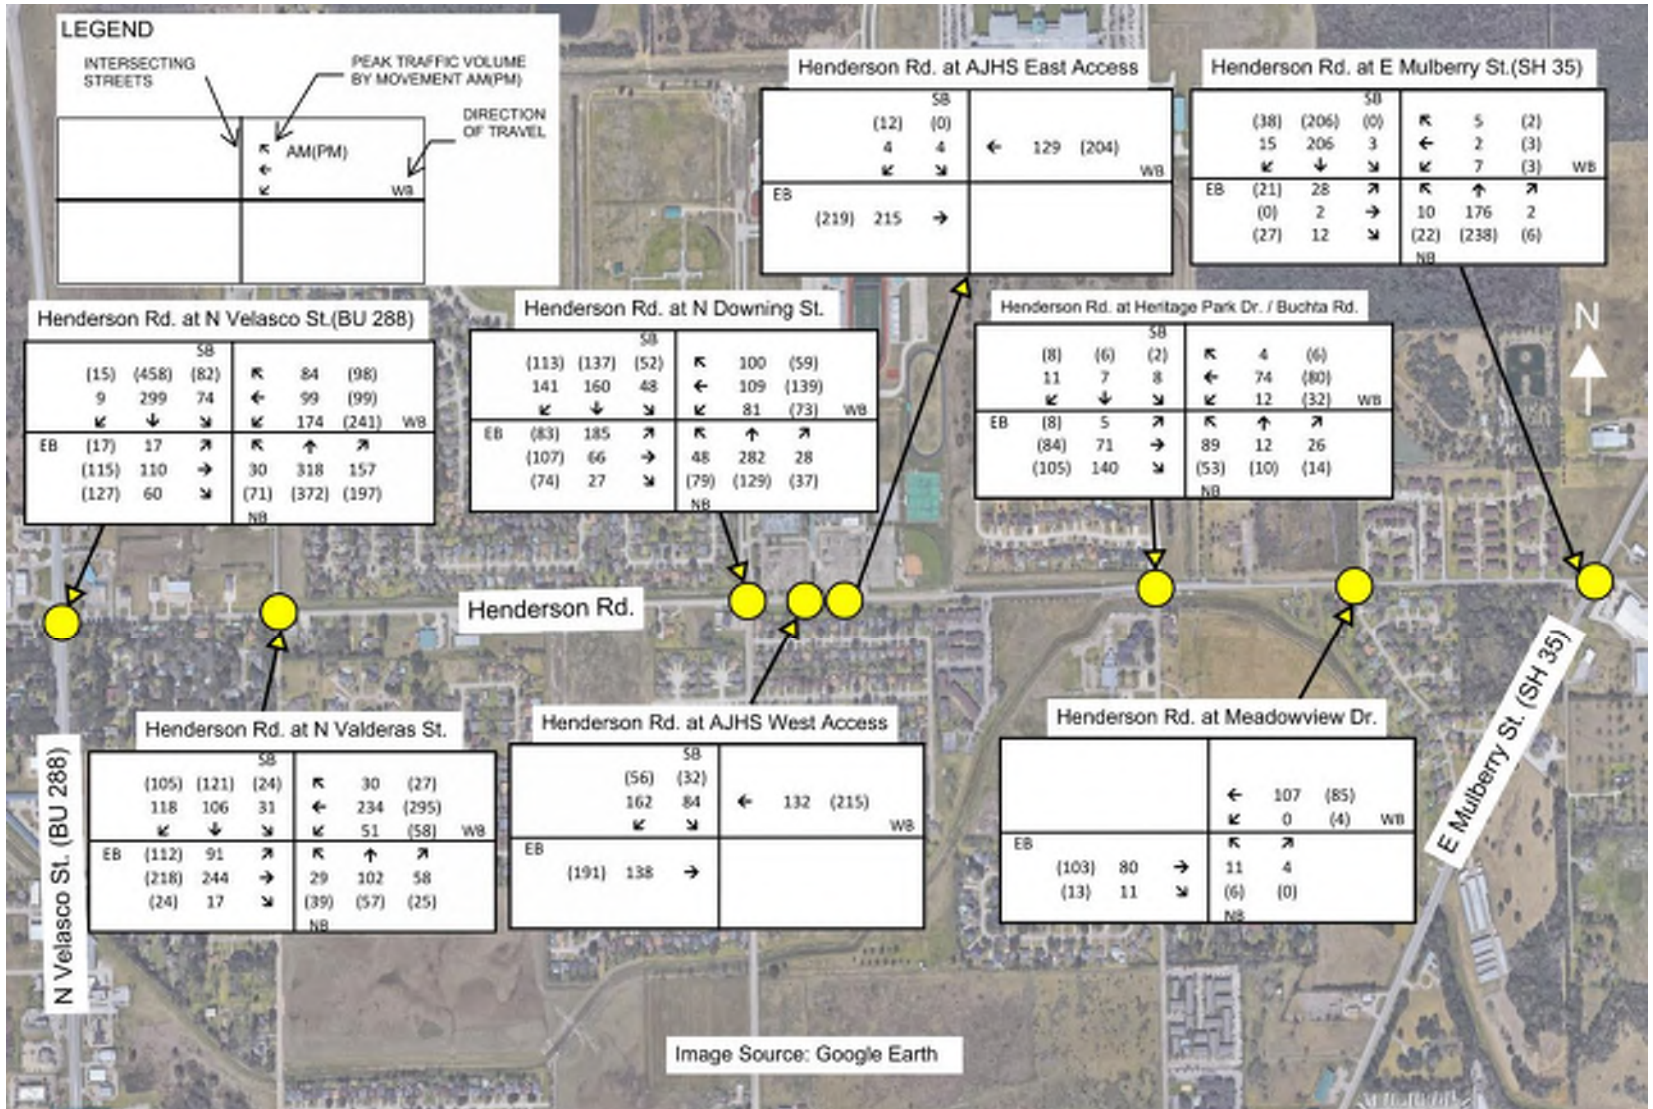 LEGEND
INTERSECTING
STREETS
PEAK TRAFFIC VOLUME
BY MOVEMENT AM(PM)
DIRECTION
OF TRAVEL
↖ AM(PM)
←
↙ WB
Henderson Rd. at AJHS East Access
SB
(12) (0)
4 4 ← 129 (204)
↙ ↘ WB
EB
(219) 215 →
Henderson Rd. at E Mulberry St.(SH 35)
SB
(38) (206) (0) ↖ 5 (2)
15 206 3 ← 2 (3)
↙ ↓ ↘ ↙ 7 (3) WB
EB (21) 28 ↗ ↖ ↑ ↗
(0) 2 → 10 176 2
(27) 12 ↘ (22) (238) (6)
NB
Henderson Rd. at N Velasco St.(BU 288)
SB
(15) (458) (82) ↖ 84 (98)
9 299 74 ← 99 (99)
↙ ↓ ↘ ↙ 174 (241) WB
EB (17) 17 ↗ ↖ ↑ ↗
(115) 110 → 30 318 157
(127) 60 ↘ (71) (372) (197)
NB
Henderson Rd. at N Downing St.
SB
(113) (137) (52) ↖ 100 (59)
141 160 48 ← 109 (139)
↙ ↓ ↘ ↙ 81 (73) WB
EB (83) 185 ↗ ↖ ↑ ↗
(107) 66 → 48 282 28
(74) 27 ↘ (79) (129) (37)
NB
Henderson Rd. at Heritage Park Dr. / Buchta Rd.
SB
(8) (6) (2) ↖ 4 (6)
11 7 8 ← 74 (80)
↙ ↓ ↘ ↙ 12 (32) WB
EB (8) 5 ↗ ↖ ↑ ↗
(84) 71 → 89 12 26
(105) 140 ↘ (53) (10) (14)
NB
N
Henderson Rd.
Henderson Rd. at N Valderas St.
SB
(105) (121) (24) ↖ 30 (27)
118 106 31 ← 234 (295)
↙ ↓ ↘ ↙ 51 (58) WB
EB (112) 91 ↗ ↖ ↑ ↗
(218) 244 → 29 102 58
(24) 17 ↘ (39) (57) (25)
NB
Henderson Rd. at AJHS West Access
SB
(56) (32)
162 84 ← 132 (215)
↙ ↘ WB
EB
(191) 138 →
Henderson Rd. at Meadowview Dr.
← 107 (85)
↙ 0 (4) WB
EB ↖ ↗
(103) 80 → 11 4
(13) 11 ↘ (6) (0)
NB
N Velasco St. (BU 288)
E Mulberry St. (SH 35)
Image Source: Google Earth